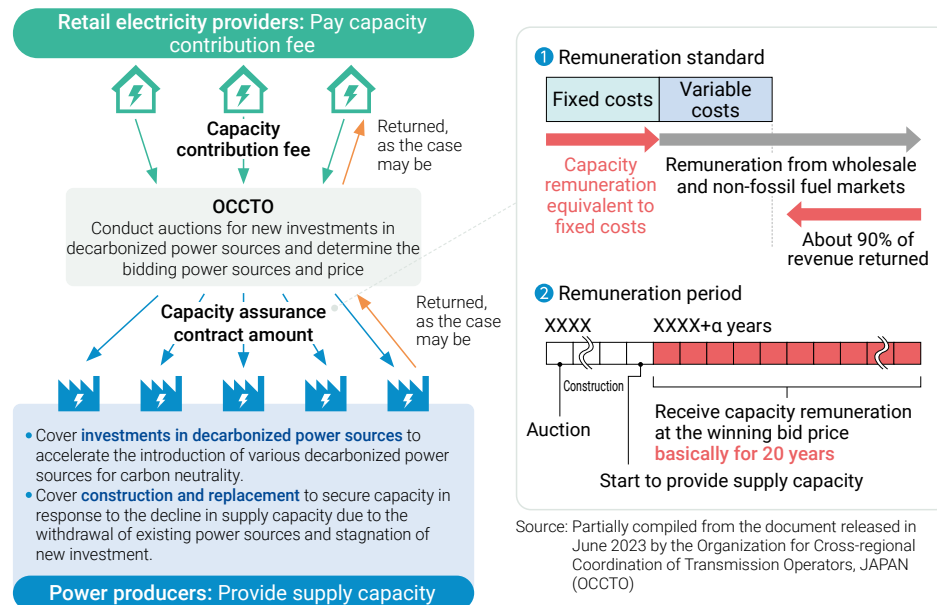 Retail electricity providers: Pay capacity
contribution fee
Capacity
contribution fee
Returned,
as the case
may be
OCCTO
Conduct auctions for new investments in
decarbonized power sources and determine the
bidding power sources and price
Capacity assurance
contract amount
Returned,
as the case
may be
• Cover investments in decarbonized power sources to
accelerate the introduction of various decarbonized power
sources for carbon neutrality.
• Cover construction and replacement to secure capacity in
response to the decline in supply capacity due to the
withdrawal of existing power sources and stagnation of
new investment.
Power producers: Provide supply capacity
1 Remuneration standard
Fixed costs
Variable
costs
Capacity
remuneration
equivalent to
fixed costs
Remuneration from wholesale
and non-fossil fuel markets
About 90% of
revenue returned
2 Remuneration period
XXXX
XXXX+α years
Construction
Auction
Receive capacity remuneration
at the winning bid price
basically for 20 years
Start to provide supply capacity
Source: Partially compiled from the document released in
June 2023 by the Organization for Cross-regional
Coordination of Transmission Operators, JAPAN
(OCCTO)